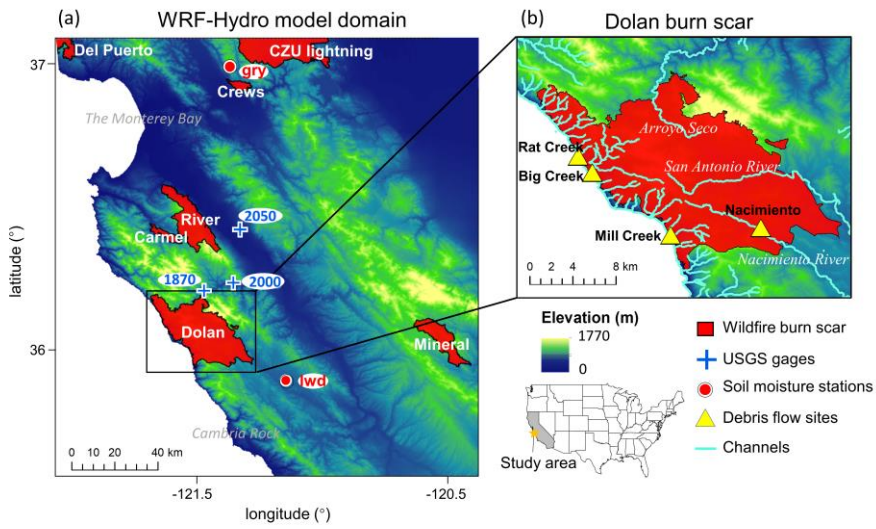 (a) WRF-Hydro model domain
Del Puerto
CZU lightning
37
gry
Crews
The Monterey Bay
River
2050
Carmel
1870
2000
latitude (°)
Dolan
36
Mineral
lwd
Cambria Rock
0 20 40 km
-121.5
-120.5
longitude (°)
(b) Dolan burn scar
Arroyo Seco
Rat Creek
San Antonio River
Big Creek
Nacimiento
Mill Creek
Nacimiento River
0 2 4 8 km
Elevation (m)
1770
0
Study area
Wildfire burn scar
USGS gages
Soil moisture stations
Debris flow sites
Channels